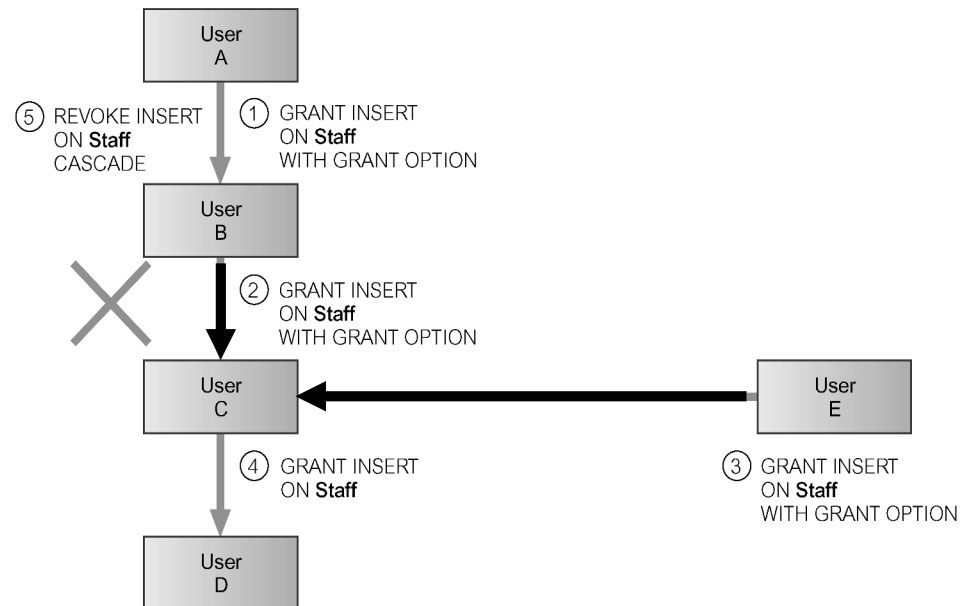 User
A
⑤ REVOKE INSERT
ON Staff
CASCADE
① GRANT INSERT
ON Staff
WITH GRANT OPTION
User
B
② GRANT INSERT
ON Staff
WITH GRANT OPTION
User
C
User
E
④ GRANT INSERT
ON Staff
③ GRANT INSERT
ON Staff
WITH GRANT OPTION
User
D